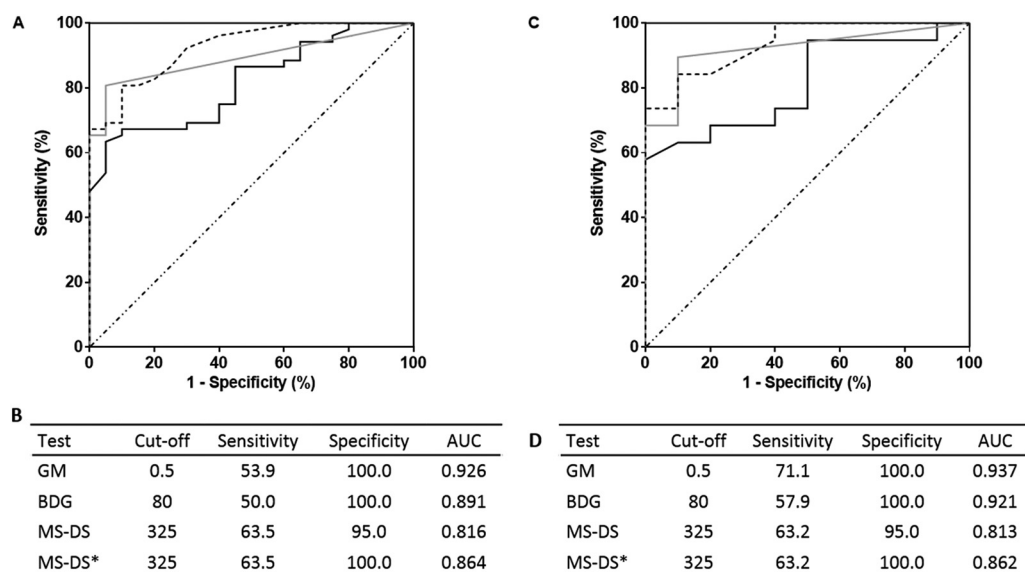 A
100
80
60
40
20
0
Sensitivity (%)
0 20 40 60 80 100
1 - Specificity (%)
C
100
80
60
40
20
0
Sensitivity (%)
0 20 40 60 80 100
1 - Specificity (%)
B
Test Cut-off Sensitivity Specificity AUC
GM 0.5 53.9 100.0 0.926
BDG 80 50.0 100.0 0.891
MS-DS 325 63.5 95.0 0.816
MS-DS* 325 63.5 100.0 0.864
D
Test Cut-off Sensitivity Specificity AUC
GM 0.5 71.1 100.0 0.937
BDG 80 57.9 100.0 0.921
MS-DS 325 63.2 95.0 0.813
MS-DS* 325 63.2 100.0 0.862